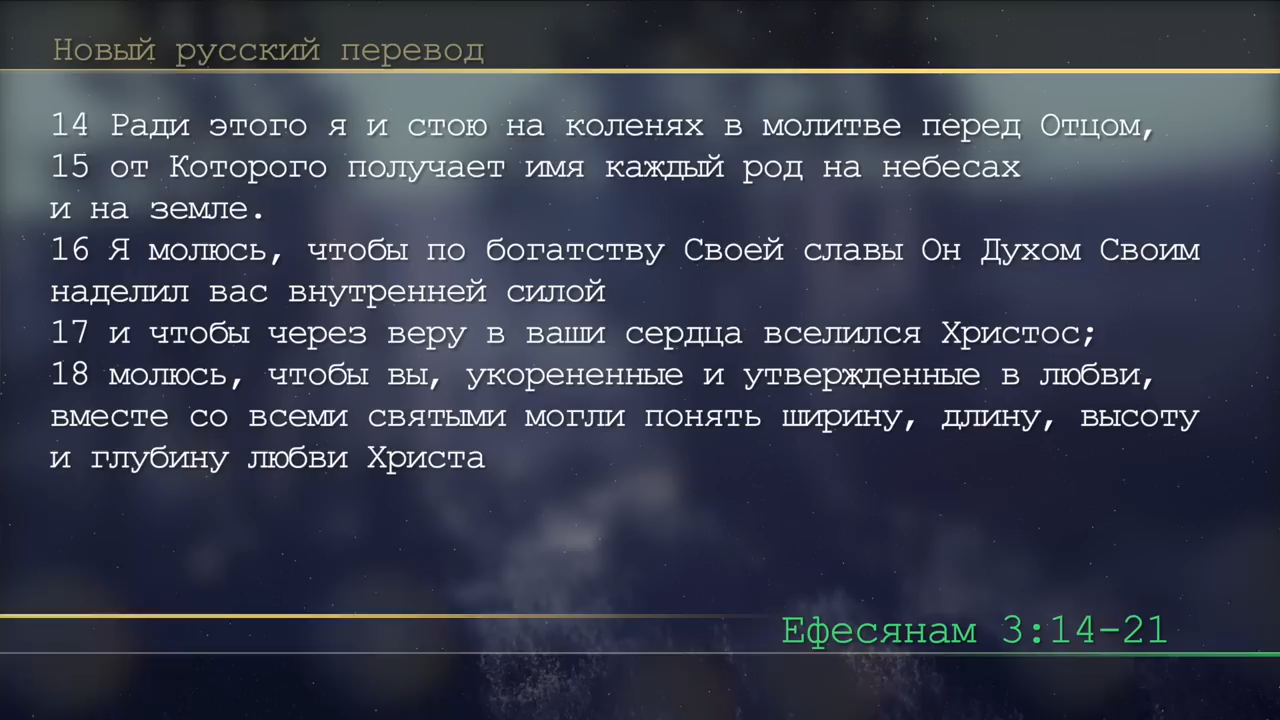 Новый русский перевод
14 Ради этого я и стою на коленях в молитве перед Отцом,
15 от Которого получает имя каждый род на небесах
и на земле.
16 Я молюсь, чтобы по богатству Своей славы Он Духом Своим
наделил вас внутренней силой
17 и чтобы через веру в ваши сердца вселился Христос;
18 молюсь, чтобы вы, укорененные и утвержденные в любви,
вместе со всеми святыми могли понять ширину, длину, высоту
и глубину любви Христа
Ефесянам 3:14-21